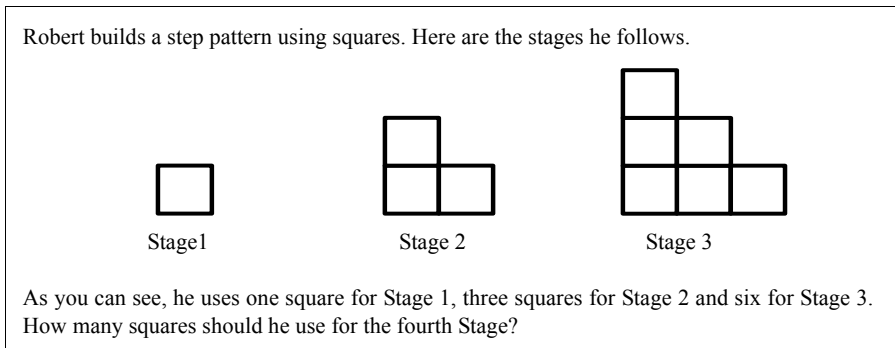 Robert builds a step pattern using squares. Here are the stages he follows.
Stage1
Stage 2
Stage 3
As you can see, he uses one square for Stage 1, three squares for Stage 2 and six for Stage 3.
How many squares should he use for the fourth Stage?